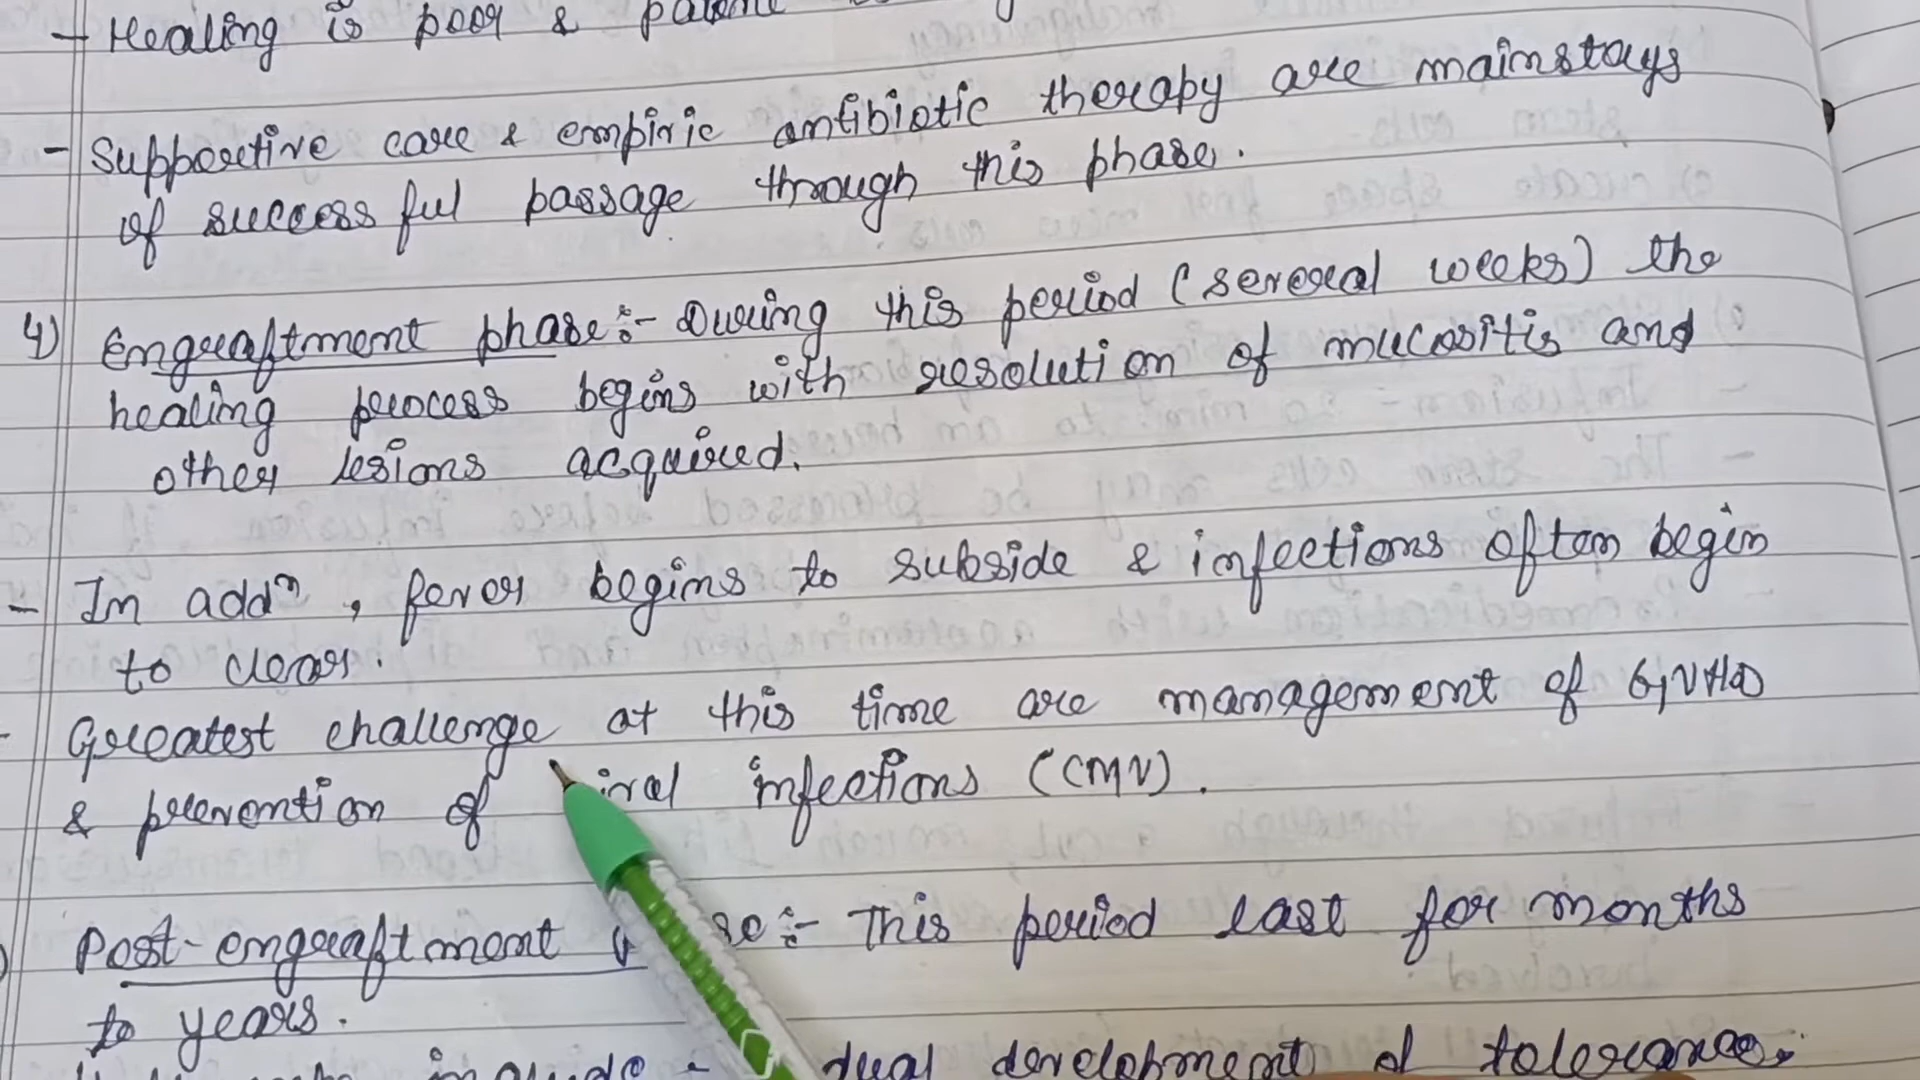 - Healing is poor &
- Supportive care & empiric antibiotic therapy are mainstays
of successful passage through this phase.
4) Engraftment phase:- During this period (several weeks) the
healing process begins with resolution of mucositis and
other lesions acquired.
- In addⁿ, fever begins to subside & infections often begin
to clear.
- Greatest challenge at this time are management of GVHD
& prevention of infections (CMV).
Post-engraftment :- This period last for months
to years.
development of tolerance.